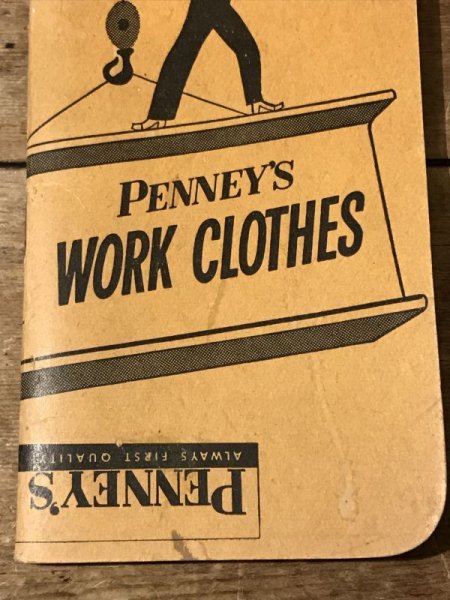 PENNEY'S
WORK CLOTHES
PENNEY'S
ALWAYS FIRST QUALITY